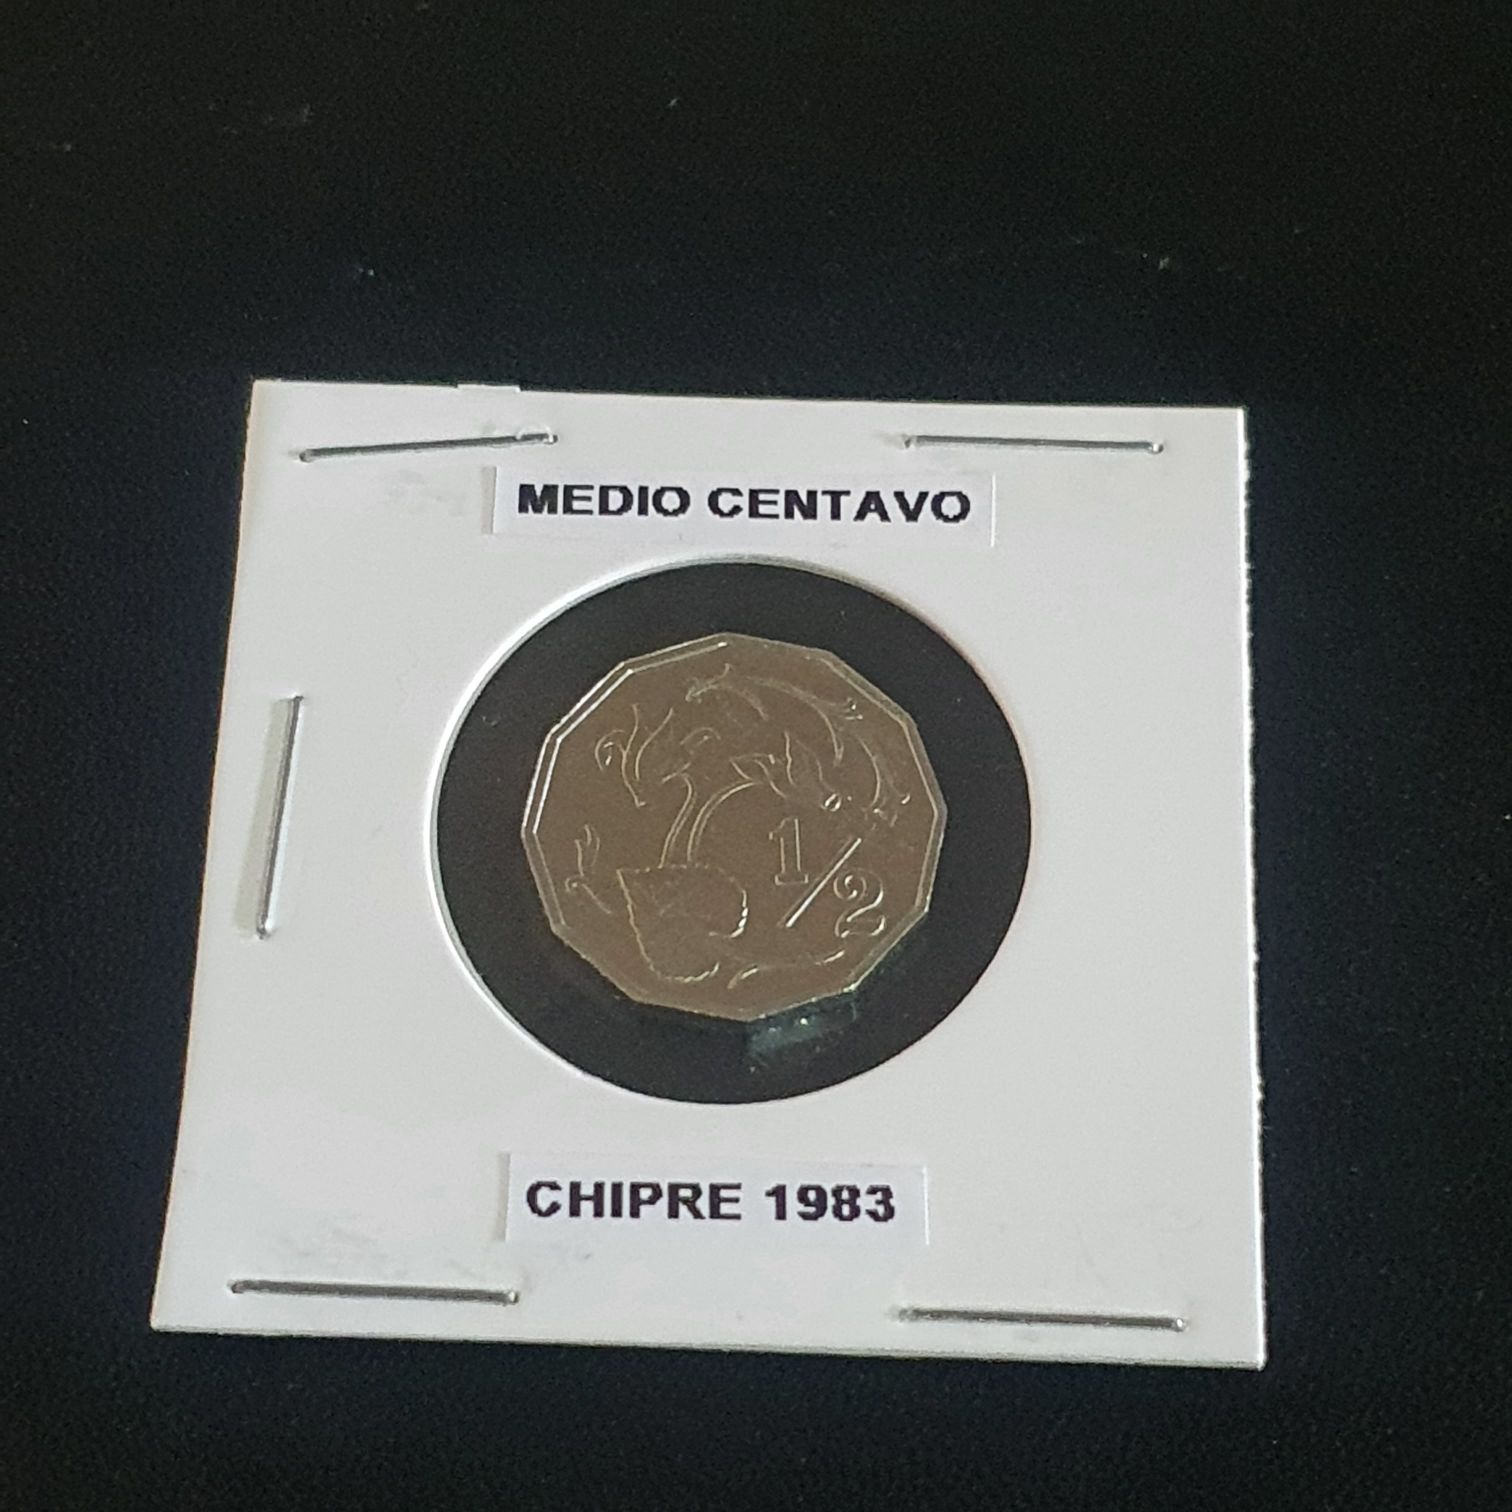 MEDIO CENTAVO
1/2
CHIPRE 1983